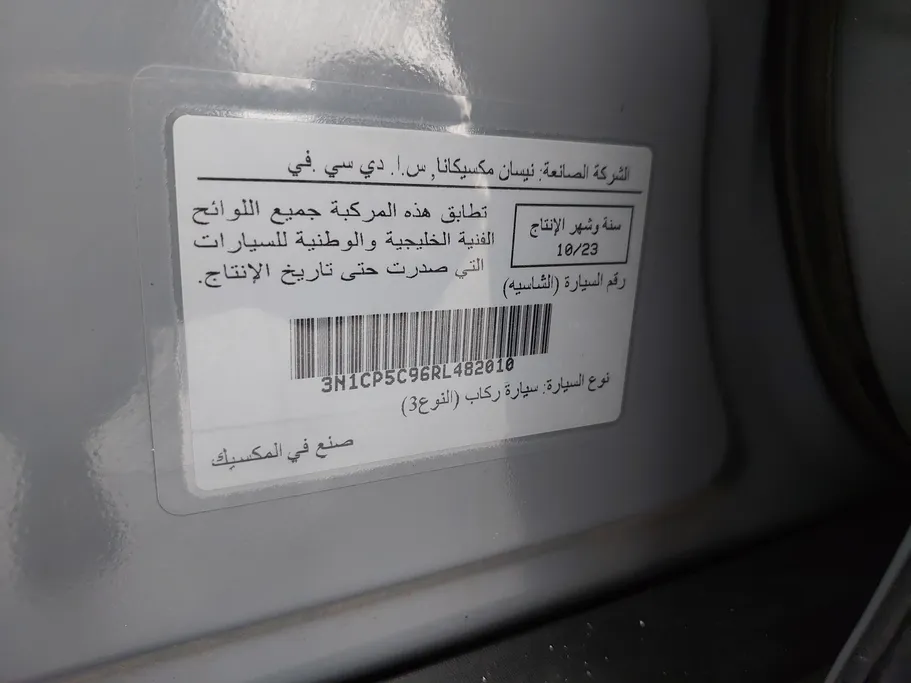 الشركة الصانعة: نيسان مكسيكانا, س.ا. دي سي .في
سنة وشهر الإنتاج
10/23
تطابق هذه المركبة جميع اللوائح
الفنية الخليجية والوطنية للسيارات
التي صدرت حتى تاريخ الإنتاج.
رقم السيارة (الشاسيه)
3N1CP5C96RL482010
نوع السيارة: سيارة ركاب (النوع3)
صنع في المكسيك